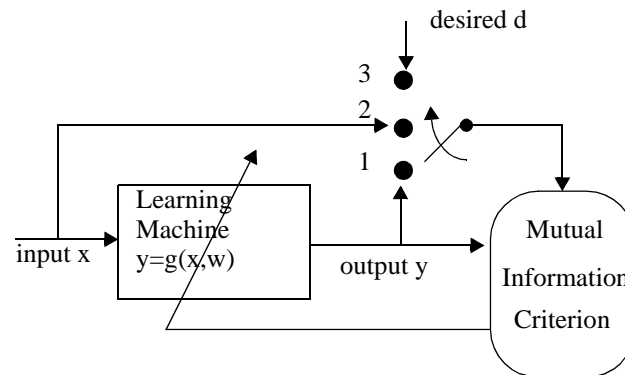 desired d
3
2
1
Learning
Machine
y=g(x,w)
input x
output y
Mutual
Information
Criterion